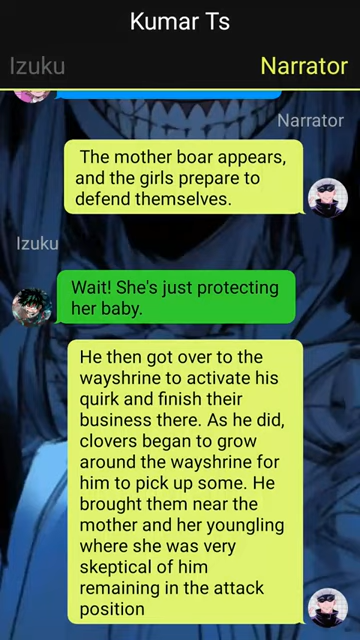 Kumar Ts
Izuku
Narrator
Narrator
The mother boar appears,
and the girls prepare to
defend themselves.
Izuku
Wait! She's just protecting
her baby.
He then got over to the
wayshrine to activate his
quirk and finish their
business there. As he did,
clovers began to grow
around the wayshrine for
him to pick up some. He
brought them near the
mother and her youngling
where she was very
skeptical of him
remaining in the attack
position